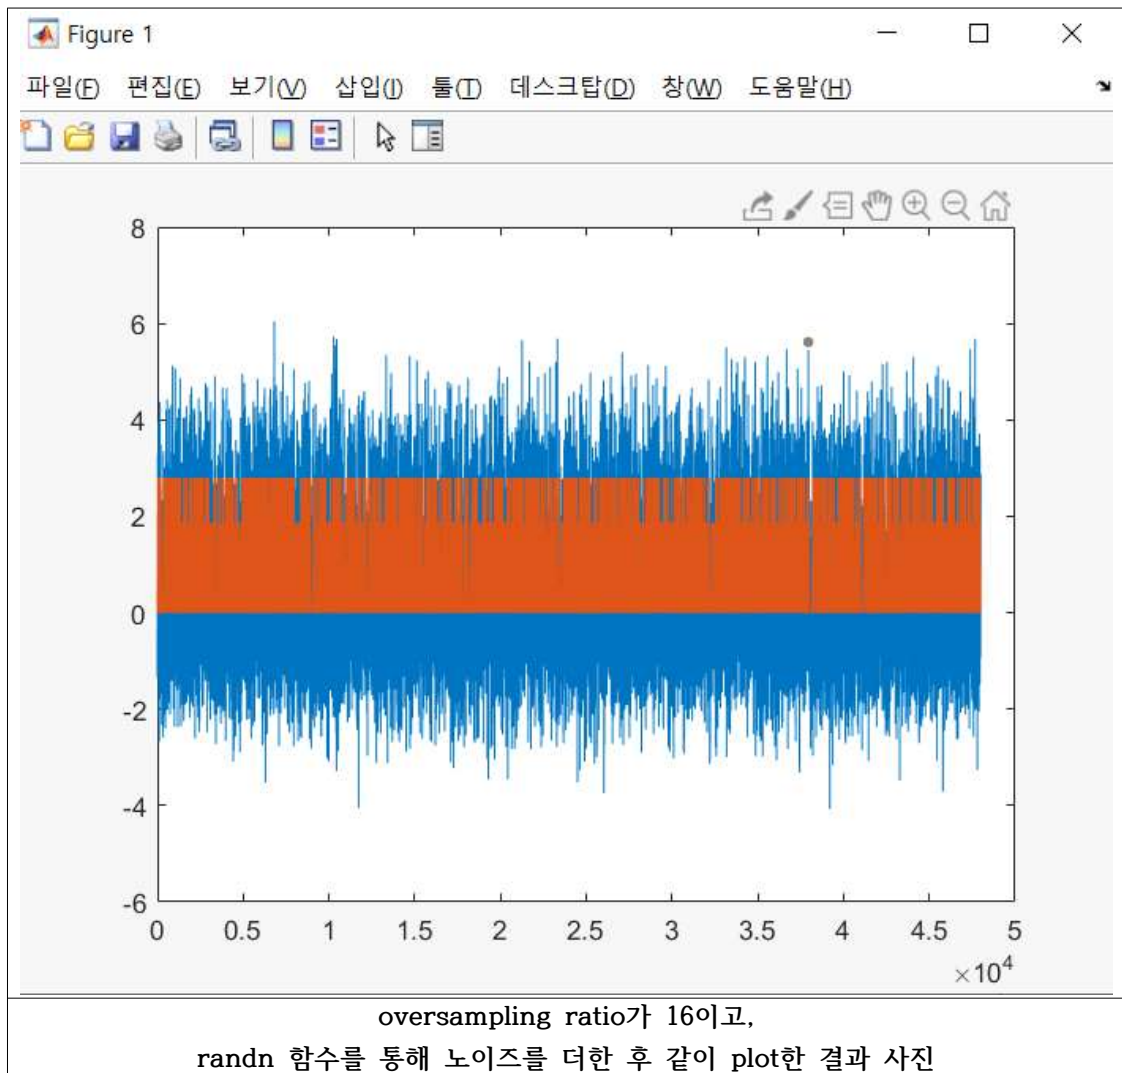 Figure 1
파일(F) 편집(E) 보기(V) 삽입(I) 툴(T) 데스크탑(D) 창(W) 도움말(H)
8
6
4
2
0
-2
-4
-6
0 0.5 1 1.5 2 2.5 3 3.5 4 4.5 5
×10⁴
oversampling ratio가 16이고,
randn 함수를 통해 노이즈를 더한 후 같이 plot한 결과 사진